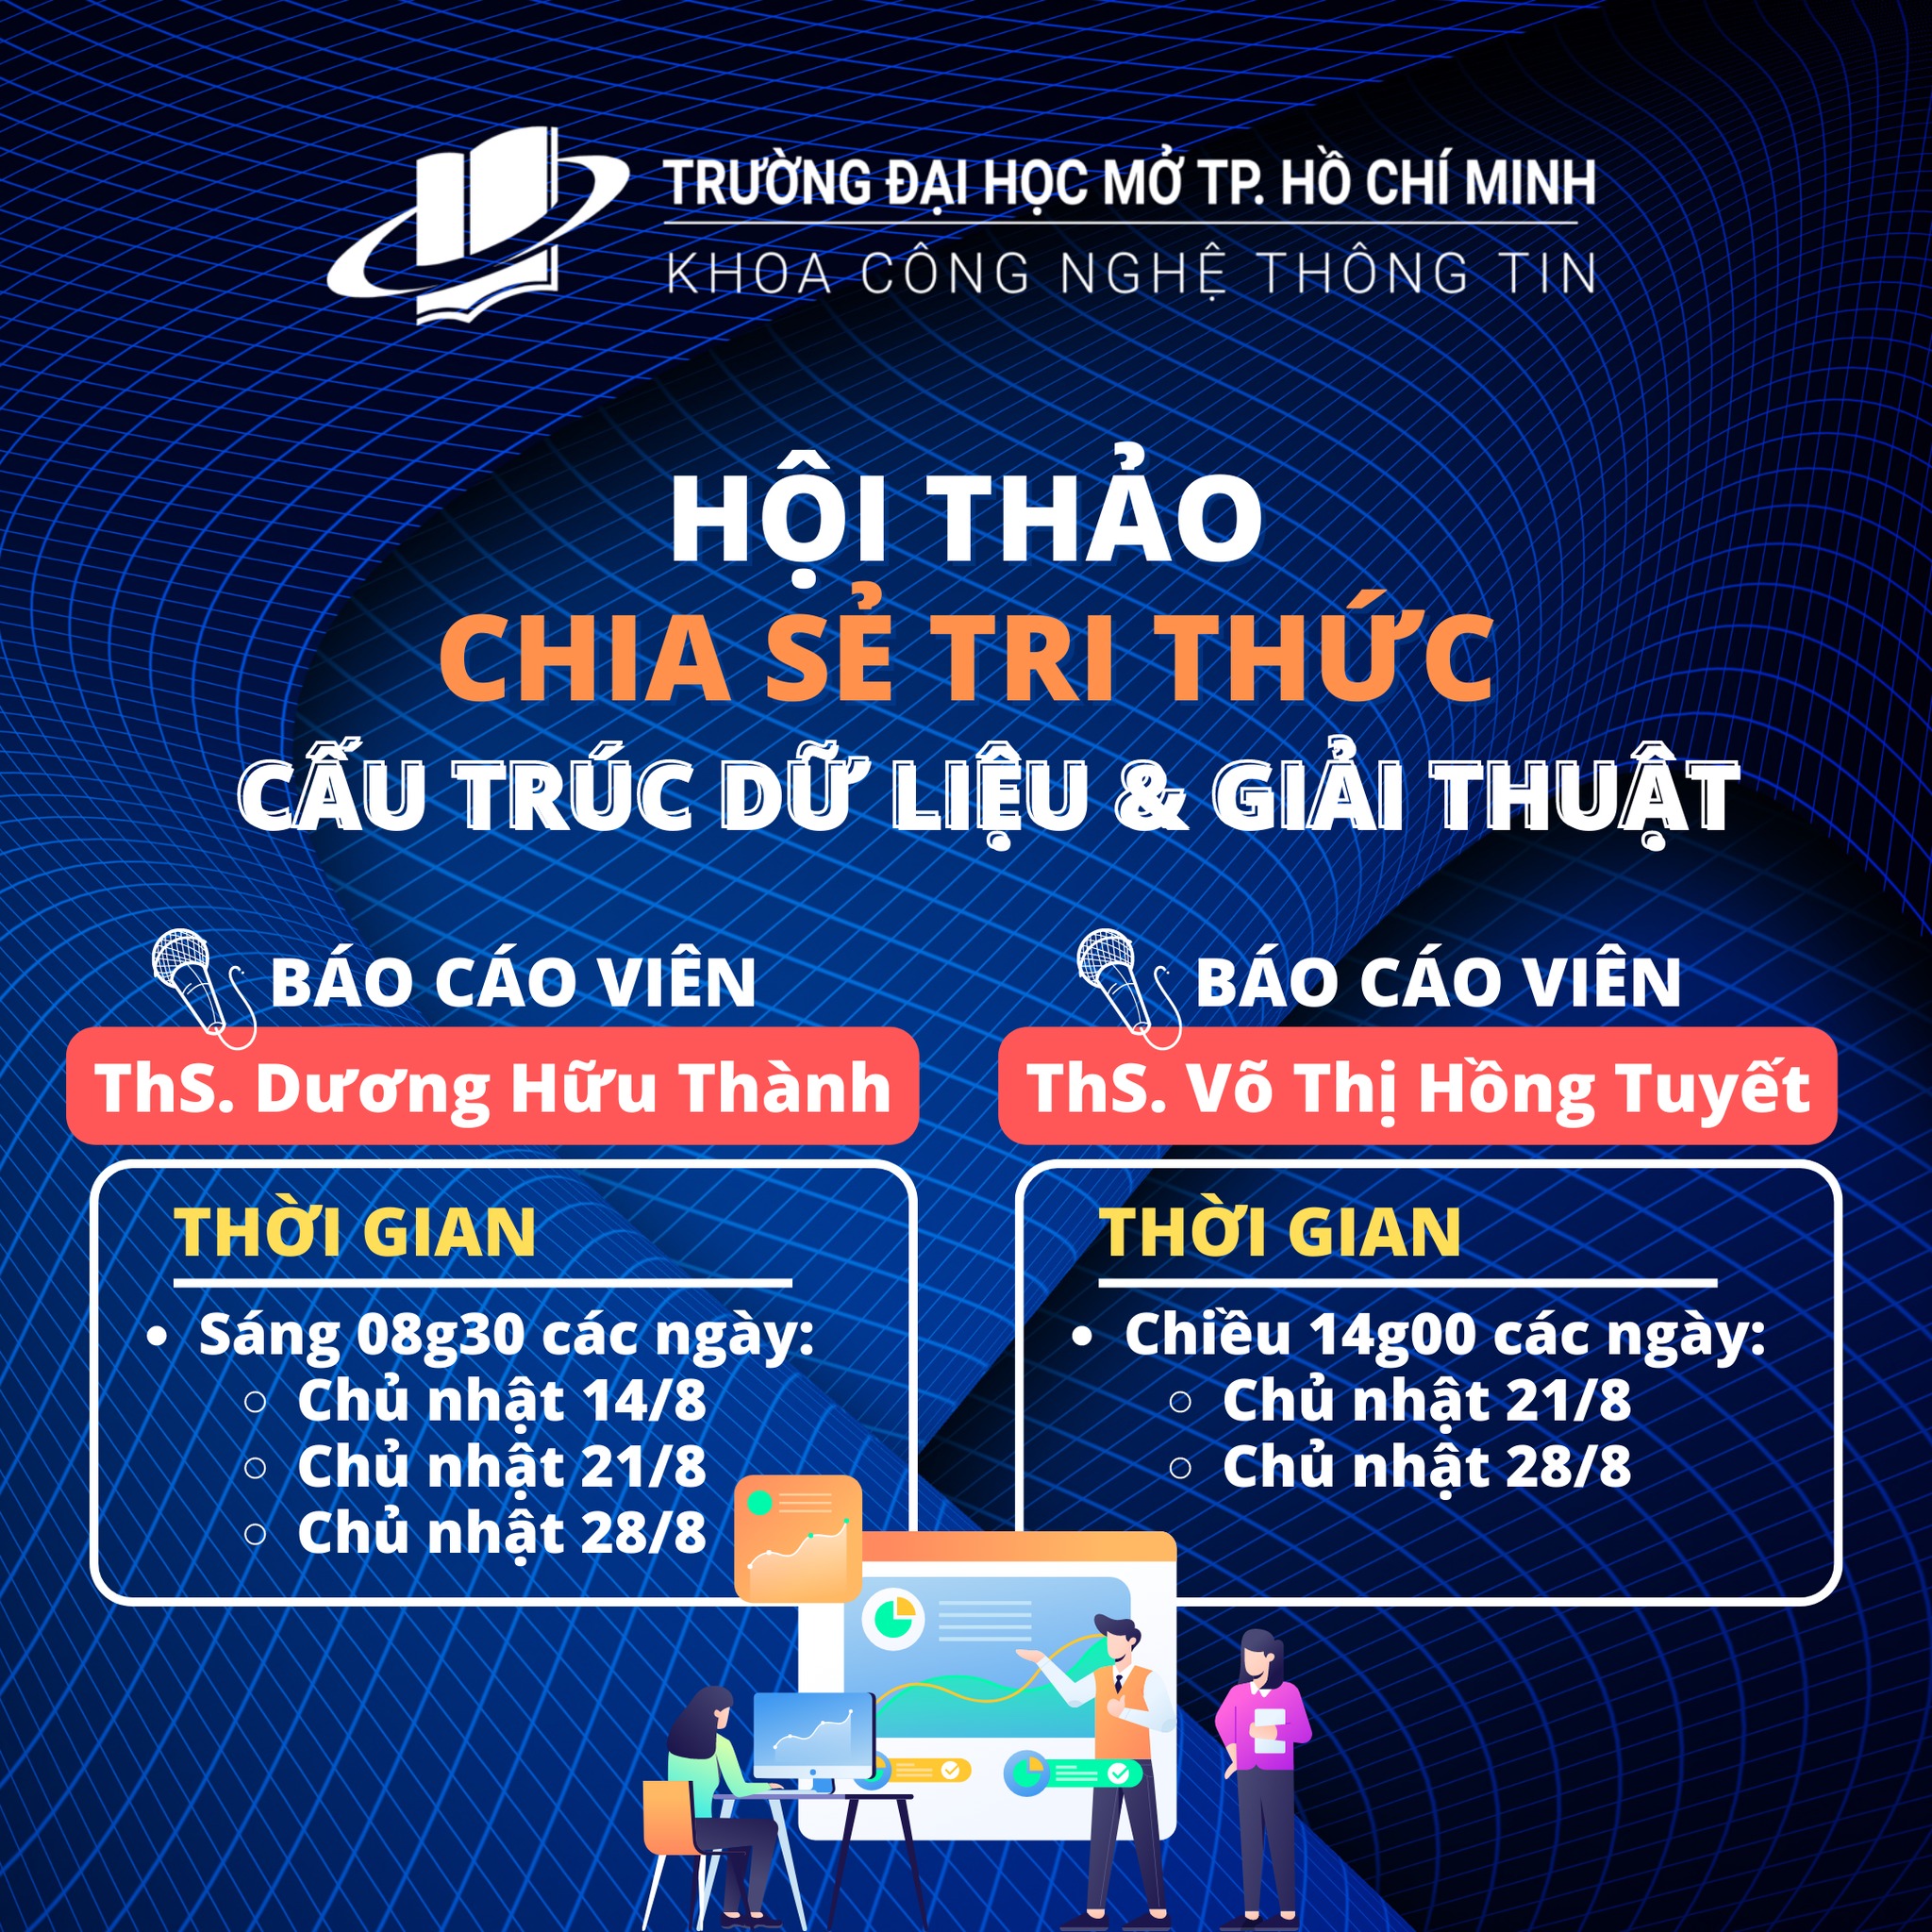 TRƯỜNG ĐẠI HỌC MỞ TP. HỒ CHÍ MINH
KHOA CÔNG NGHỆ THÔNG TIN
HỘI THẢO
CHIA SẺ TRI THỨC
CẤU TRÚC DỮ LIỆU & GIẢI THUẬT
BÁO CÁO VIÊN
ThS. Dương Hữu Thành
THỜI GIAN
• Sáng 08g30 các ngày:
○ Chủ nhật 14/8
○ Chủ nhật 21/8
○ Chủ nhật 28/8
BÁO CÁO VIÊN
ThS. Võ Thị Hồng Tuyết
THỜI GIAN
• Chiều 14g00 các ngày:
○ Chủ nhật 21/8
○ Chủ nhật 28/8